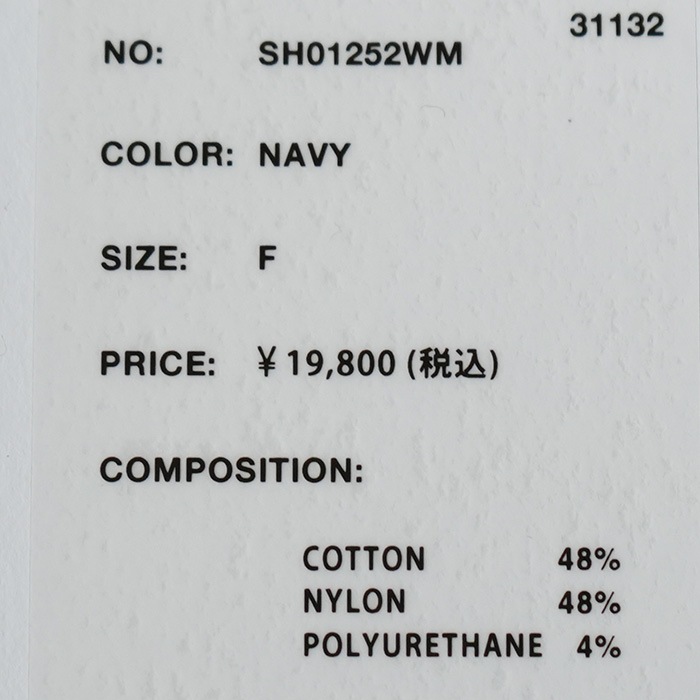 31132
NO: SH01252WM
COLOR: NAVY
SIZE: F
PRICE: ¥ 19,800 (税込)
COMPOSITION:
COTTON 48%
NYLON 48%
POLYURETHANE 4%